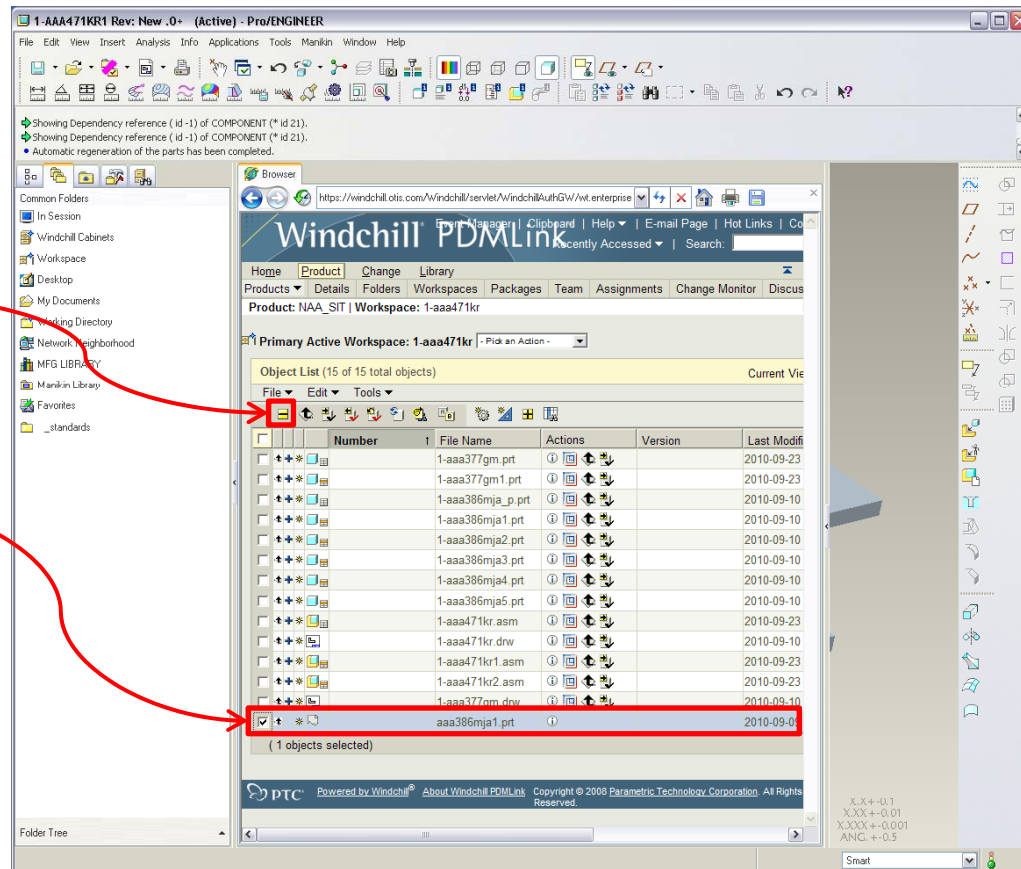 1-AAA471KR1 Rev: New .0+ (Active) - Pro/ENGINEER
File Edit View Insert Analysis Info Applications Tools Manikin Window Help
Showing Dependency reference ( id -1) of COMPONENT (* id 21).
Showing Dependency reference ( id -1) of COMPONENT (* id 21).
• Automatic regeneration of the parts has been completed.
Common Folders
In Session
Windchill Cabinets
Workspace
Desktop
My Documents
Working Directory
Network Neighborhood
MFG LIBRARY
Manikin Library
Favorites
_standards
Folder Tree
Browser
https://windchill.otis.com/Windchill/servlet/WindchillAuthGW/wt.enterprise
Windchill PDMLink
Event Manager | Clipboard | Help | E-mail Page | Hot Links | Co
Recently Accessed | Search:
Home Product Change Library
Products Details Folders Workspaces Packages Team Assignments Change Monitor Discus
Product: NAA_SIT | Workspace: 1-aaa471kr
Primary Active Workspace: 1-aaa471kr - Pick an Action -
Object List (15 of 15 total objects) Current Vie
File Edit Tools
Number File Name Actions Version Last Modifi
1-aaa377gm.prt 2010-09-23
1-aaa377gm1.prt 2010-09-23
1-aaa386mja_p.prt 2010-09-10
1-aaa386mja1.prt 2010-09-10
1-aaa386mja2.prt 2010-09-10
1-aaa386mja3.prt 2010-09-10
1-aaa386mja4.prt 2010-09-10
1-aaa386mja5.prt 2010-09-10
1-aaa471kr.asm 2010-09-23
1-aaa471kr.drw 2010-09-10
1-aaa471kr1.asm 2010-09-23
1-aaa471kr2.asm 2010-09-23
1-aaa377gm.drw 2010-09-10
aaa386mja1.prt 2010-09-09
( 1 objects selected)
PTC Powered by Windchill® About Windchill PDMLink Copyright © 2008 Parametric Technology Corporation. All Rights
Reserved.
X.X+-0.1
X.XX+-0.01
X.XXX+-0.001
ANG.+-0.5
Smart